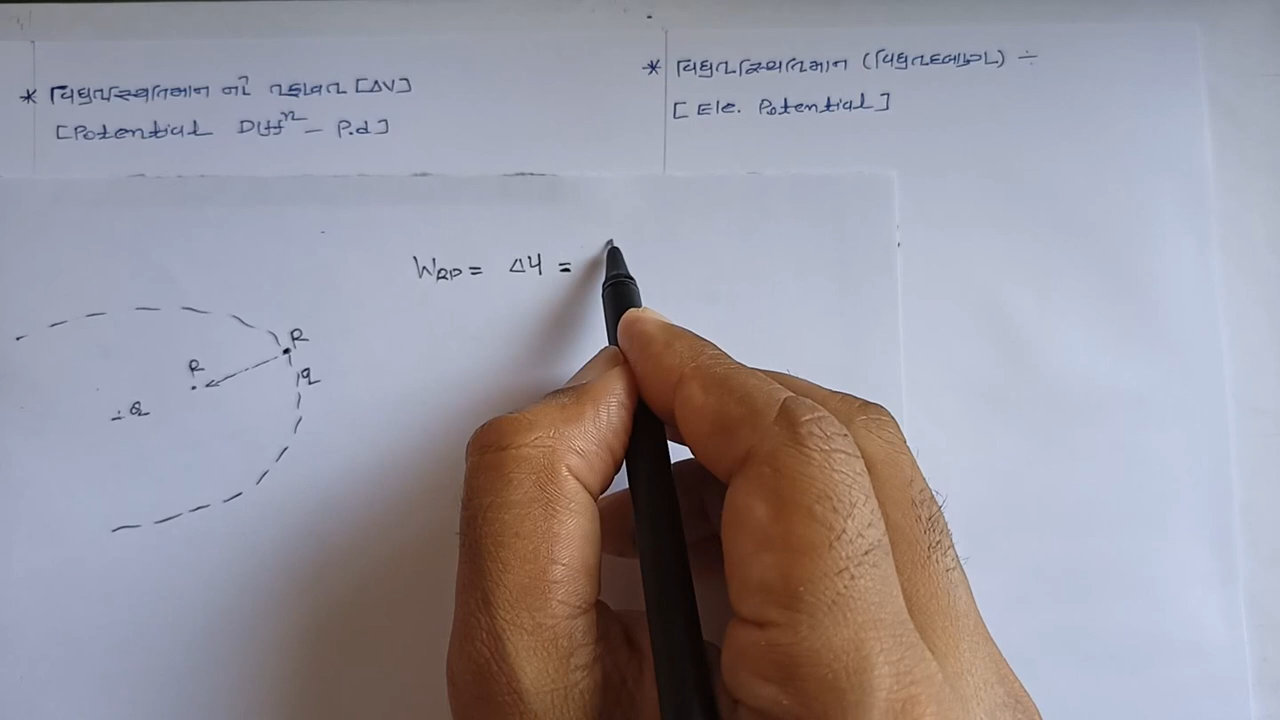 * વિદ્યુતસ્થિતિમાન નો તફાવત [ΔV]
[Potential Diffⁿ - P.d]
* વિદ્યુતસ્થિતિમાન (વિદ્યુતદબાણ) ÷
[Ele. Potential]
W_RP = ΔU =
R
P
q
Q